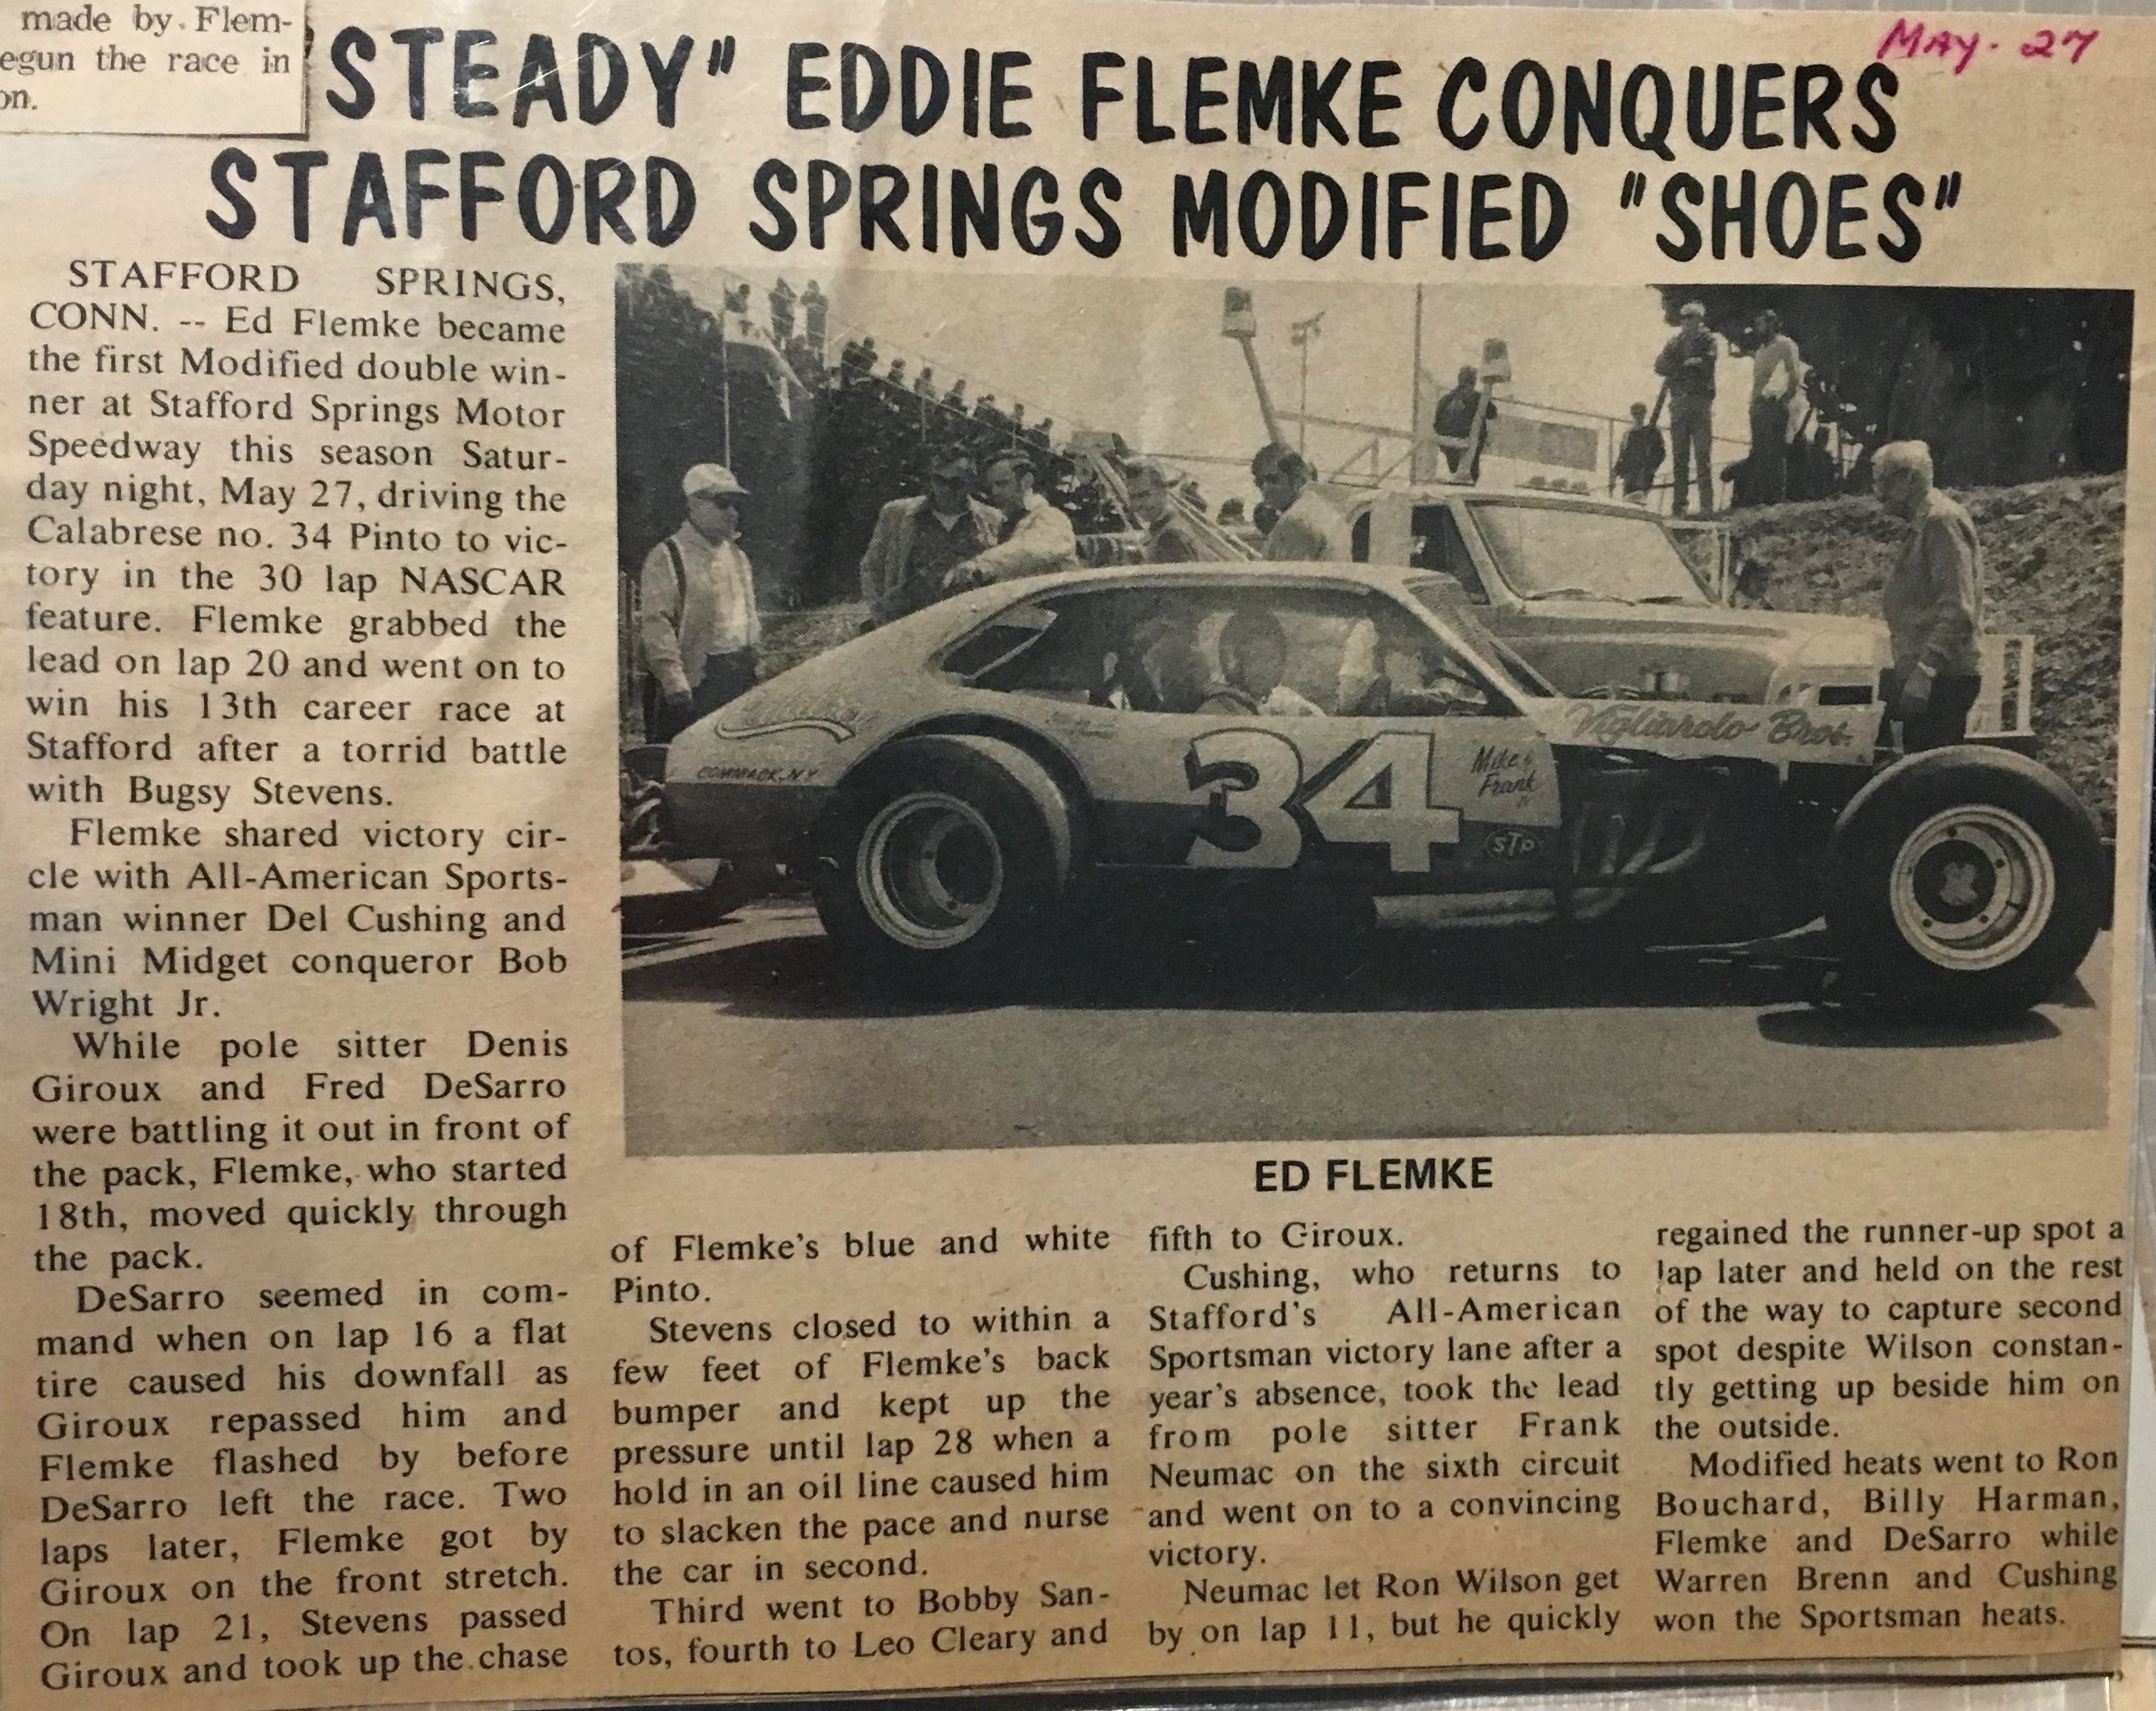 made by Flem-
egun the race in
on.
MAY. 27
STEADY" EDDIE FLEMKE CONQUERS
STAFFORD SPRINGS MODIFIED "SHOES"
STAFFORD SPRINGS,
CONN. -- Ed Flemke became
the first Modified double win-
ner at Stafford Springs Motor
Speedway this season Satur-
day night, May 27, driving the
Calabrese no. 34 Pinto to vic-
tory in the 30 lap NASCAR
feature. Flemke grabbed the
lead on lap 20 and went on to
win his 13th career race at
Stafford after a torrid battle
with Bugsy Stevens.
Flemke shared victory cir-
cle with All-American Sports-
man winner Del Cushing and
Mini Midget conqueror Bob
Wright Jr.
While pole sitter Denis
Giroux and Fred DeSarro
were battling it out in front of
the pack, Flemke, who started
18th, moved quickly through
the pack.
DeSarro seemed in com-
mand when on lap 16 a flat
tire caused his downfall as
Giroux repassed him and
Flemke flashed by before
DeSarro left the race. Two
laps later, Flemke got by
Giroux on the front stretch.
On lap 21, Stevens passed
Giroux and took up the chase
Vigliarolo Bros.
COMMACK, N.Y.
34
Mike &
Frank
STP
ED FLEMKE
of Flemke's blue and white
Pinto.
Stevens closed to within a
few feet of Flemke's back
bumper and kept up the
pressure until lap 28 when a
hold in an oil line caused him
to slacken the pace and nurse
the car in second.
Third went to Bobby San-
tos, fourth to Leo Cleary and
fifth to Giroux.
Cushing, who returns to
Stafford's All-American
Sportsman victory lane after a
year's absence, took the lead
from pole sitter Frank
Neumac on the sixth circuit
and went on to a convincing
victory.
Neumac let Ron Wilson get
by on lap 11, but he quickly
regained the runner-up spot a
lap later and held on the rest
of the way to capture second
spot despite Wilson constan-
tly getting up beside him on
the outside.
Modified heats went to Ron
Bouchard, Billy Harman,
Flemke and DeSarro while
Warren Brenn and Cushing
won the Sportsman heats.